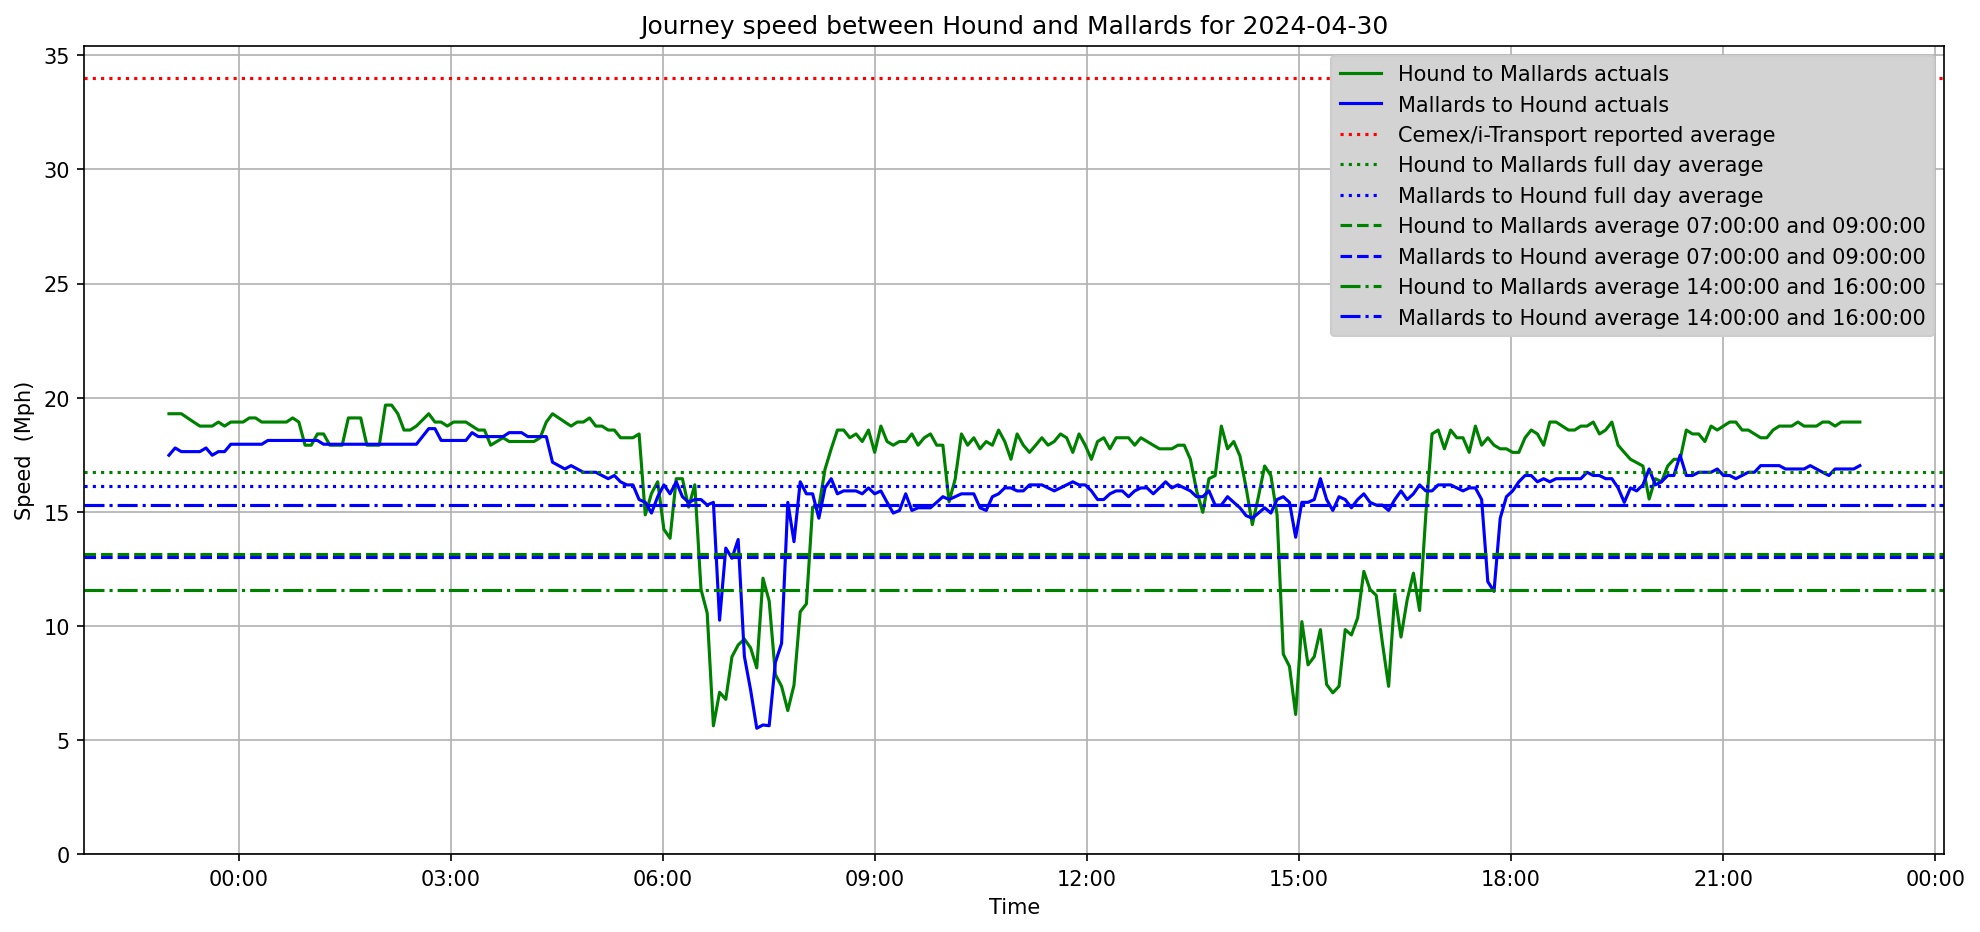 Journey speed between Hound and Mallards for 2024-04-30
35
30
25
20
15
10
5
0
Speed (Mph)
Hound to Mallards actuals
Mallards to Hound actuals
Cemex/i-Transport reported average
Hound to Mallards full day average
Mallards to Hound full day average
Hound to Mallards average 07:00:00 and 09:00:00
Mallards to Hound average 07:00:00 and 09:00:00
Hound to Mallards average 14:00:00 and 16:00:00
Mallards to Hound average 14:00:00 and 16:00:00
00:00 03:00 06:00 09:00 12:00 15:00 18:00 21:00 00:00
Time